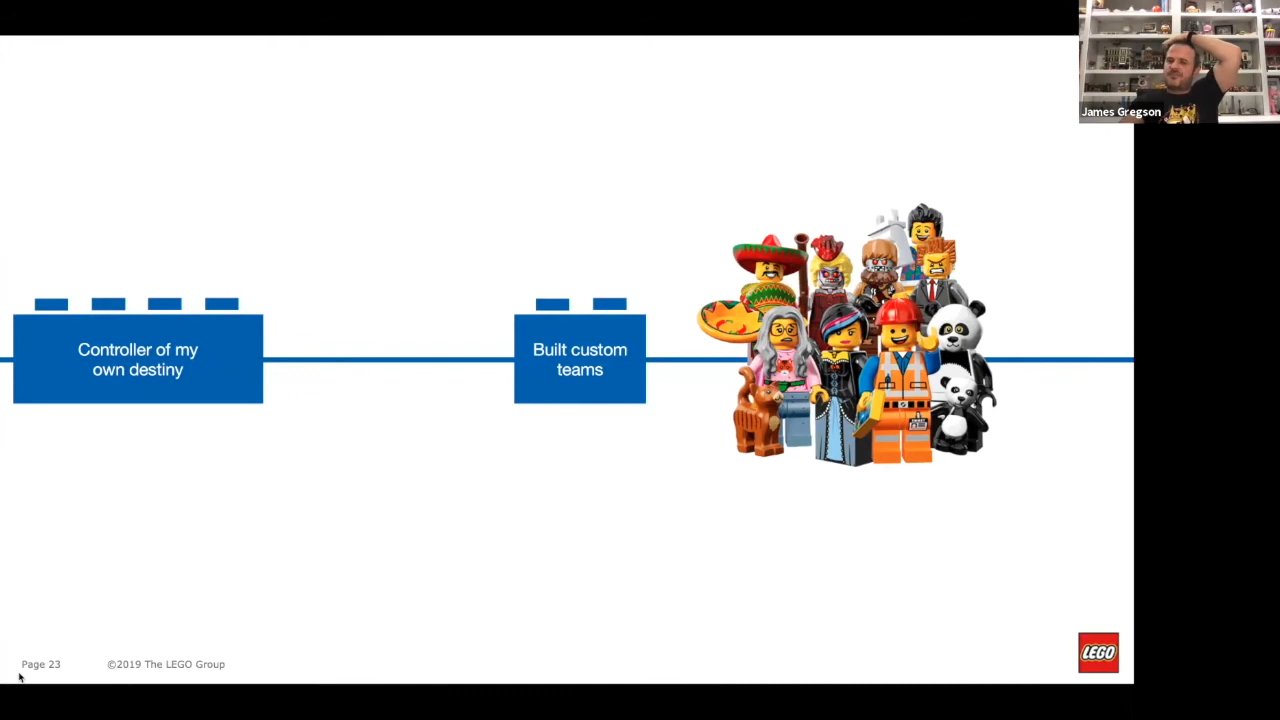 James Gregson
Controller of my
own destiny
Built custom
teams
Page 23
©2019 The LEGO Group
LEGO